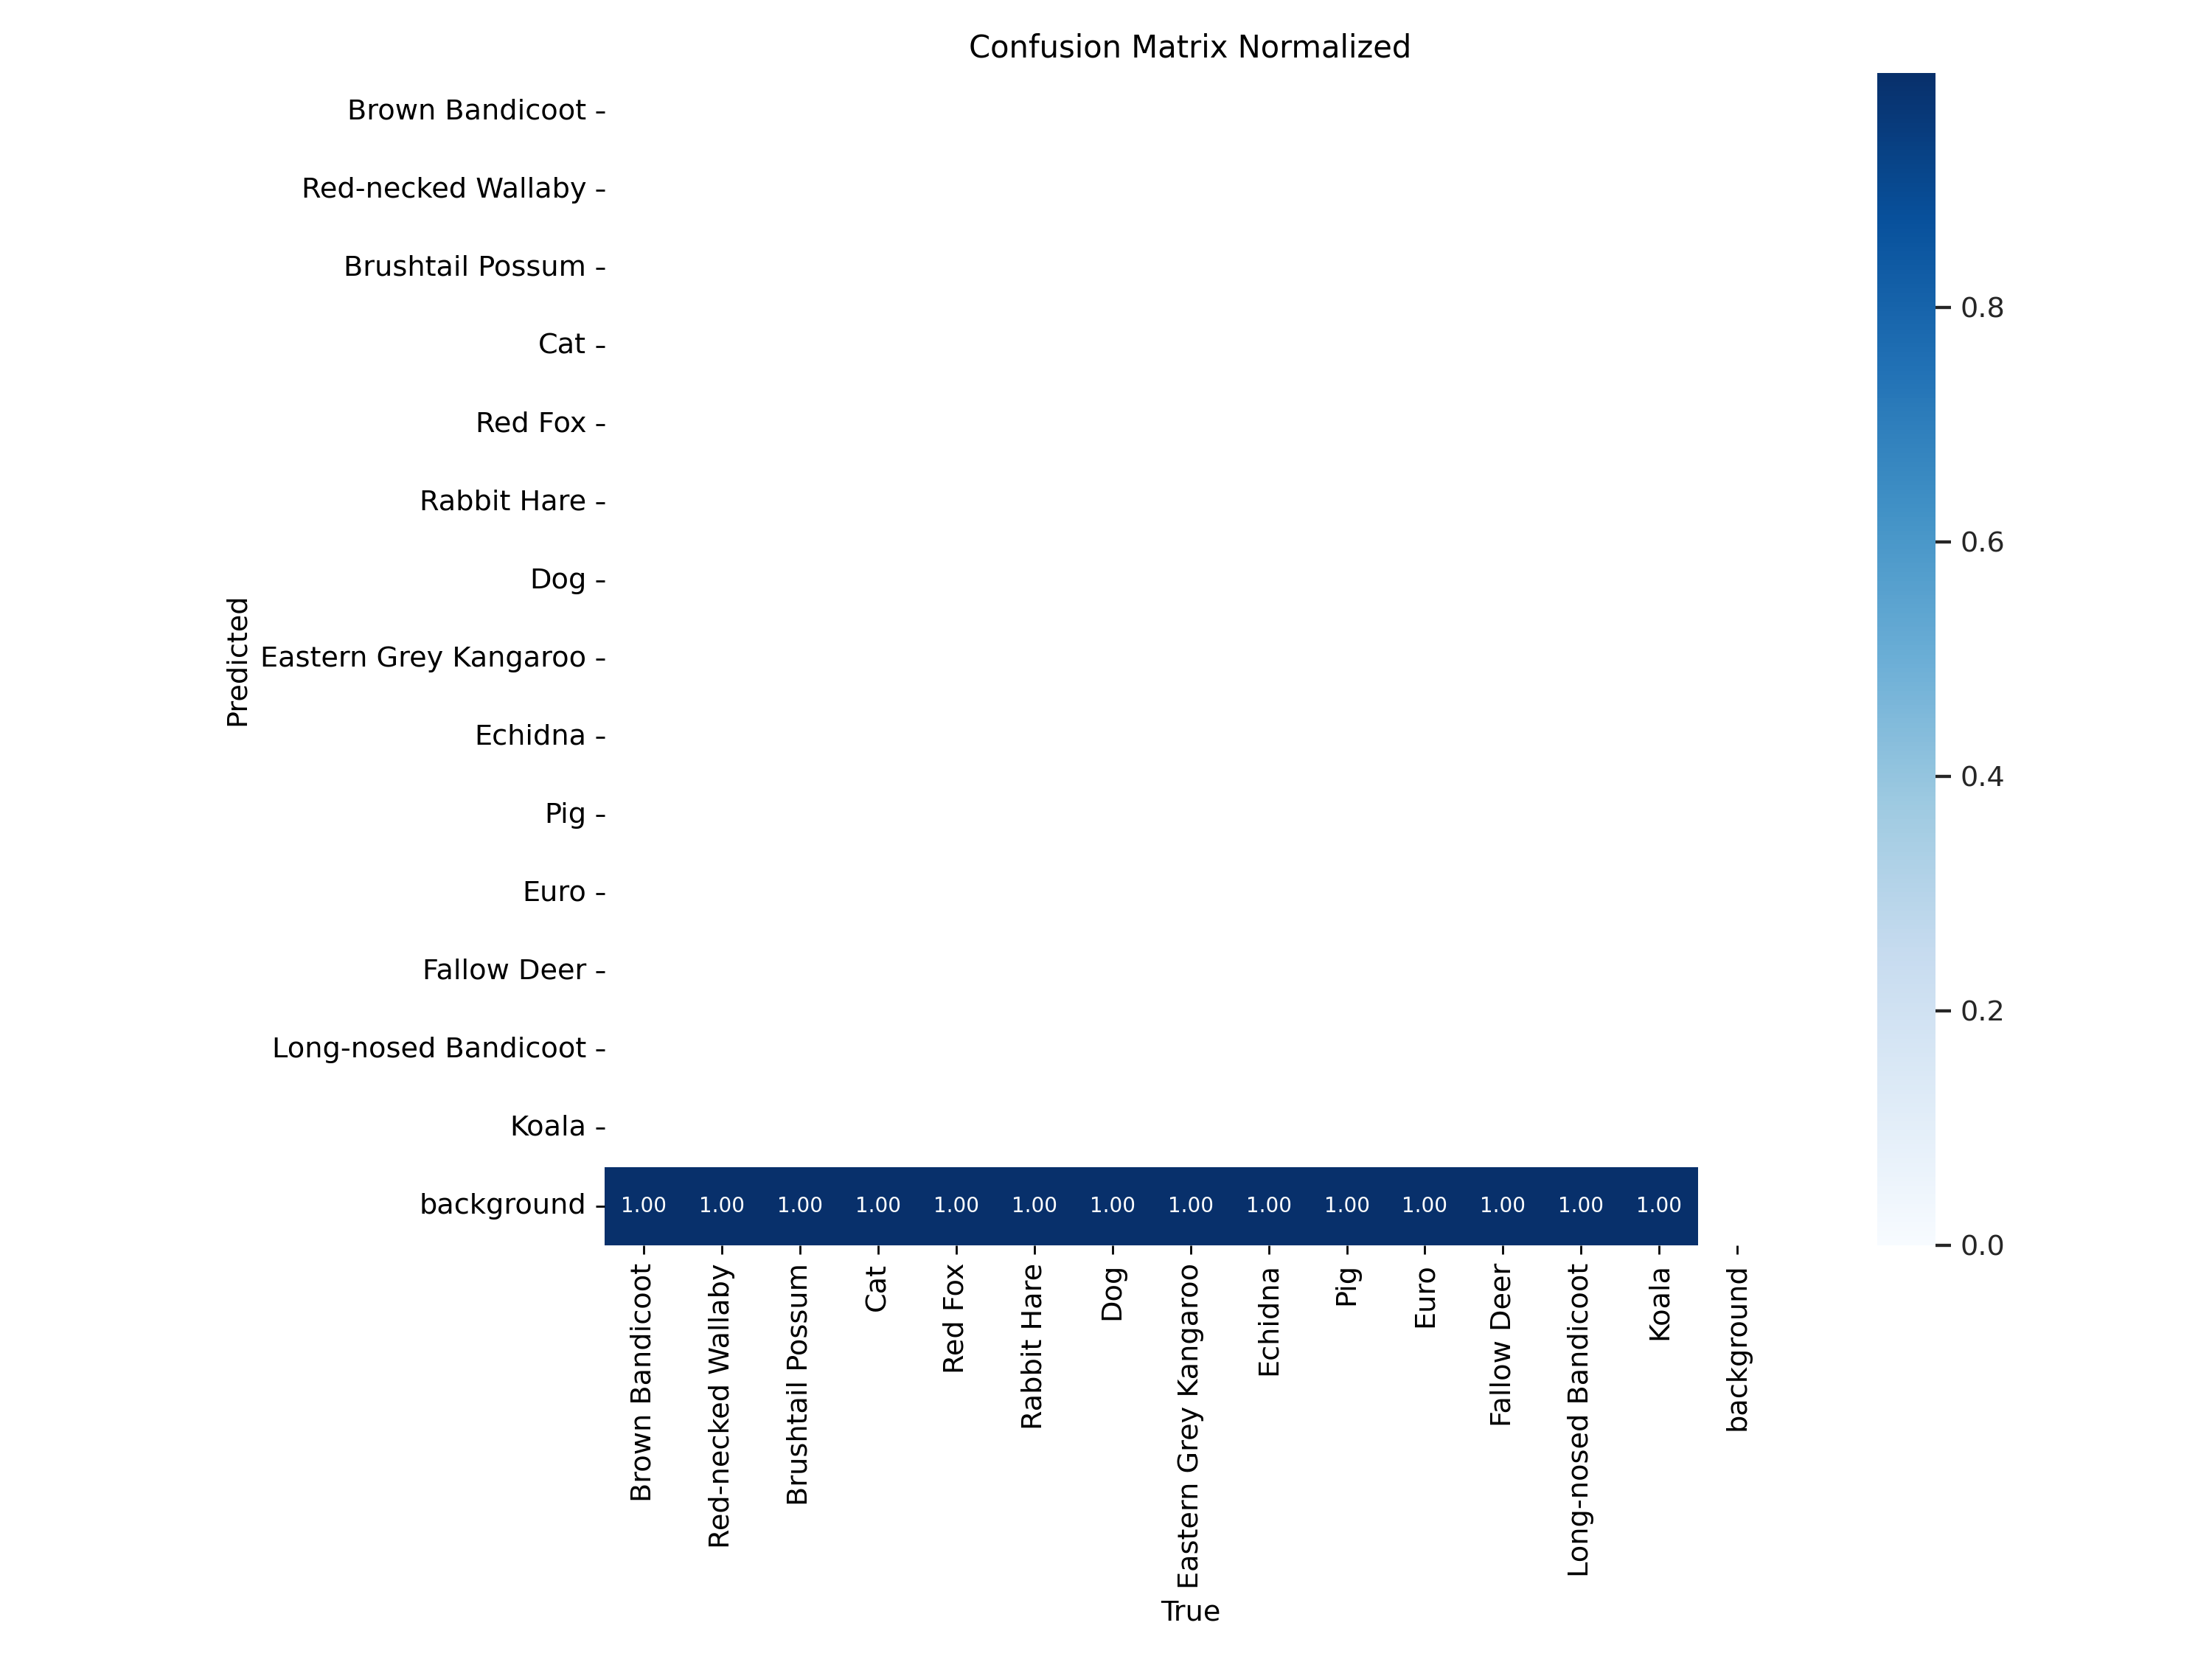 Confusion Matrix Normalized
Brown Bandicoot
Red-necked Wallaby
Brushtail Possum
Cat
Red Fox
Rabbit Hare
Dog
Eastern Grey Kangaroo
Echidna
Pig
Euro
Fallow Deer
Long-nosed Bandicoot
Koala
background
Predicted
1.00 1.00 1.00 1.00 1.00 1.00 1.00 1.00 1.00 1.00 1.00 1.00 1.00 1.00
Brown Bandicoot
Red-necked Wallaby
Brushtail Possum
Cat
Red Fox
Rabbit Hare
Dog
Eastern Grey Kangaroo
Echidna
Pig
Euro
Fallow Deer
Long-nosed Bandicoot
Koala
background
True
0.8
0.6
0.4
0.2
0.0